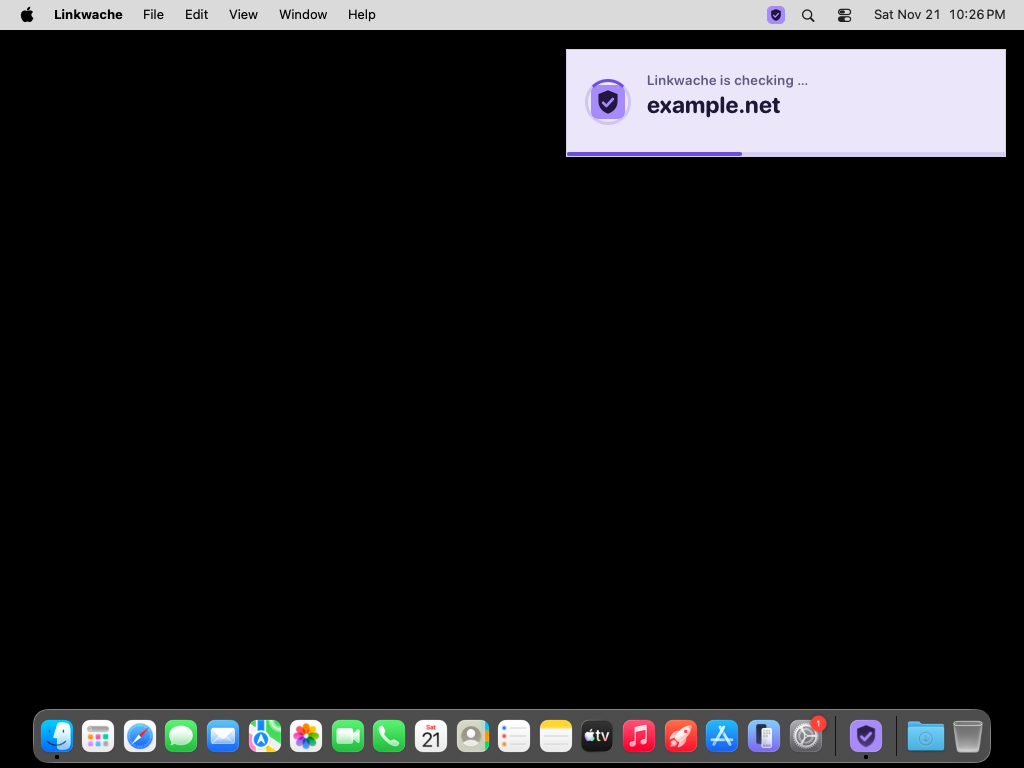 Linkwache File Edit View Window Help Sat Nov 21 10:26 PM
Linkwache is checking ...
example.net
Sat
21
tv
1